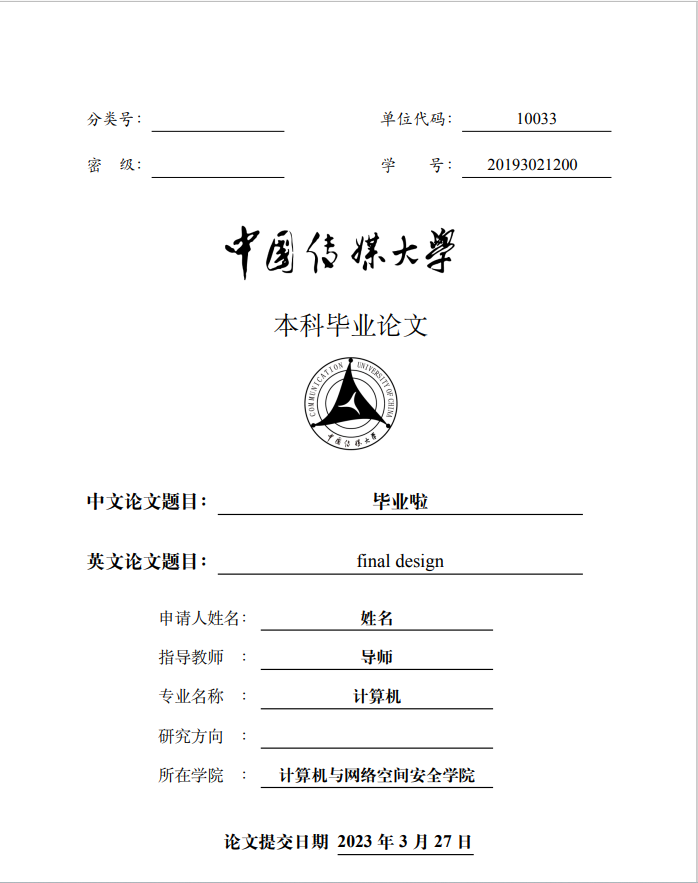 分类号: 单位代码: 10033
密 级: 学 号: 20193021200
中国传媒大學
本科毕业论文
COMMUNICATION UNIVERSITY OF CHINA
中国传媒大學
中文论文题目: 毕业啦
英文论文题目: final design
申请人姓名: 姓名
指导教师 : 导师
专业名称 : 计算机
研究方向 :
所在学院 : 计算机与网络空间安全学院
论文提交日期 2023 年 3 月 27 日